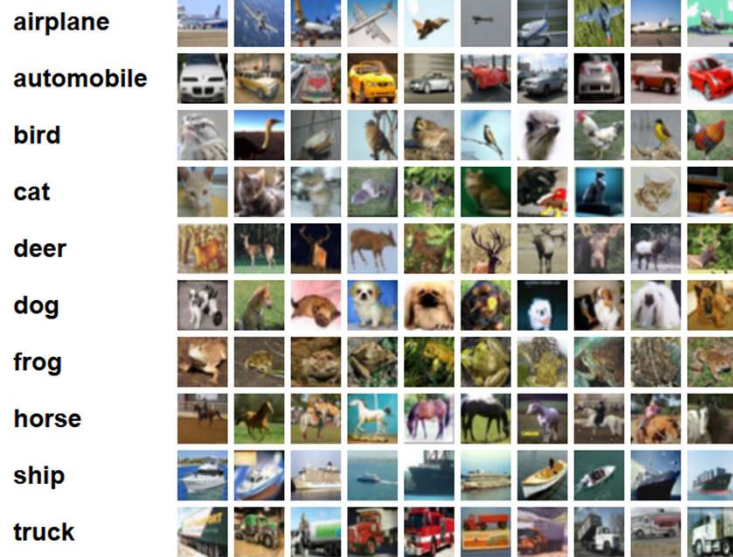 airplane
automobile
bird
cat
deer
dog
frog
horse
ship
truck